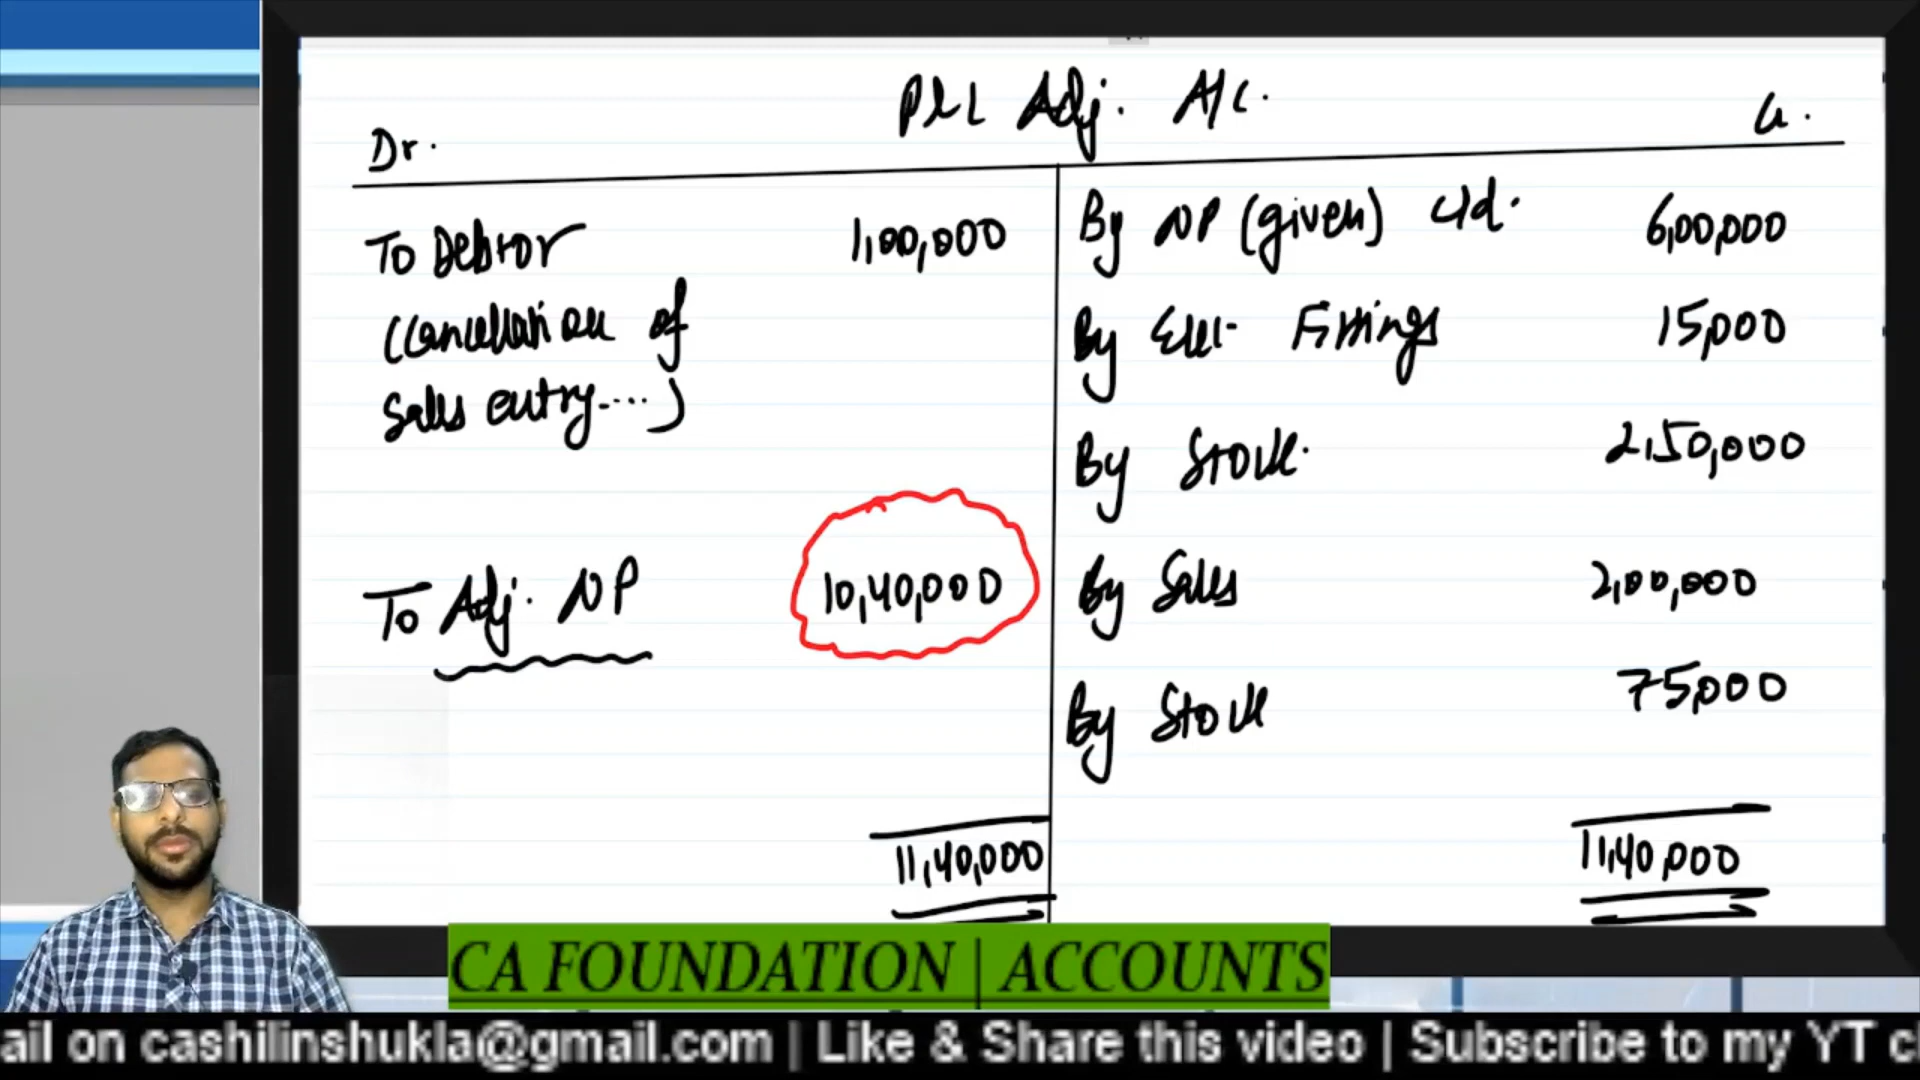 P&L Adj. A/c.
Dr. Cr.
To Debtor 1,00,000
(Cancellation of
Sales entry....)
To Adj. NP 10,40,000
11,40,000
By NP (given) c/d. 6,00,000
By Elec. Fittings 15,000
By Stock. 2,50,000
By Sales 2,00,000
By Stock 75,000
11,40,000
CA FOUNDATION | ACCOUNTS
ail on cashilinshukla@gmail.com | Like & Share this video | Subscribe to my YT c